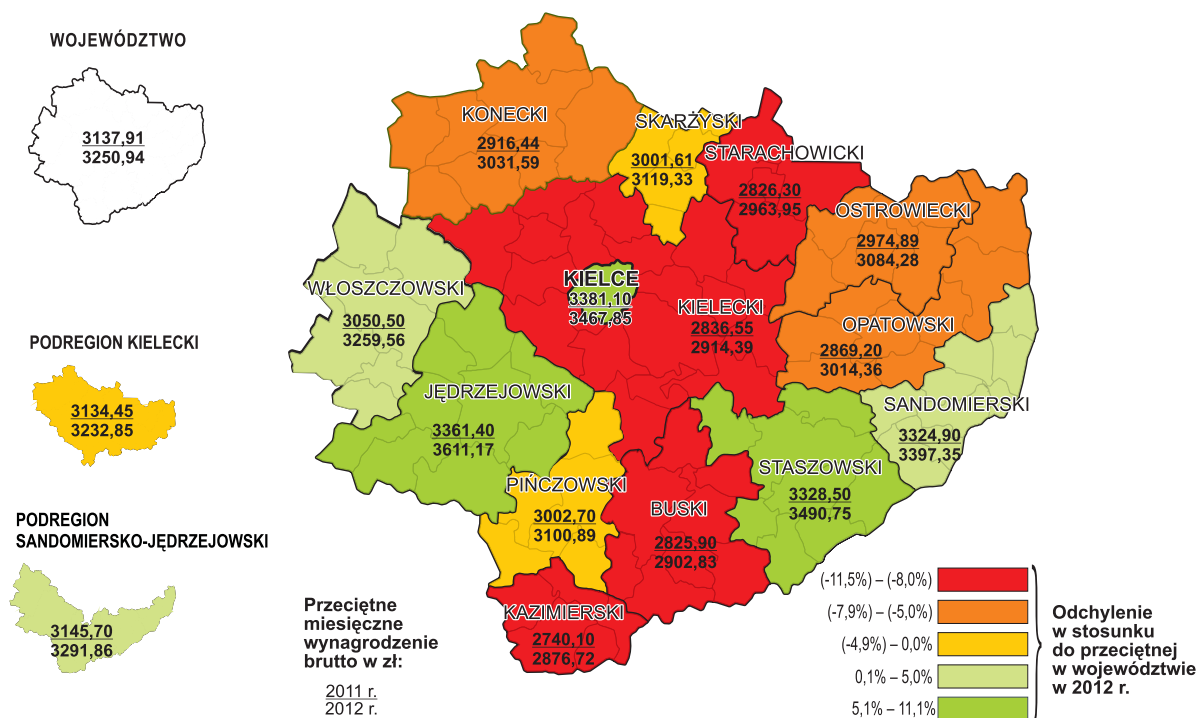 WOJEWÓDZTWO
3137,91
3250,94
PODREGION KIELECKI
3134,45
3232,85
PODREGION
SANDOMIERSKO-JĘDRZEJOWSKI
3145,70
3291,86
KONECKI
2916,44
3031,59
SKARŻYSKI
3001,61
3119,33
STARACHOWICKI
2826,30
2963,95
OSTROWIECKI
2974,89
3084,28
WŁOSZCZOWSKI
3050,50
3259,56
KIELCE
3381,10
3467,85
KIELECKI
2836,55
2914,39
OPATOWSKI
2869,20
3014,36
JĘDRZEJOWSKI
3361,40
3611,17
SANDOMIERSKI
3324,90
3397,35
STASZOWSKI
3328,50
3490,75
PIŃCZOWSKI
3002,70
3100,89
BUSKI
2825,90
2902,83
KAZIMIERSKI
2740,10
2876,72
Przeciętne
miesięczne
wynagrodzenie
brutto w zł:
2011 r.
2012 r.
(-11,5%) – (-8,0%)
(-7,9%) – (-5,0%)
(-4,9%) – 0,0%
0,1% – 5,0%
5,1% – 11,1%
Odchylenie
w stosunku
do przeciętnej
w województwie
w 2012 r.